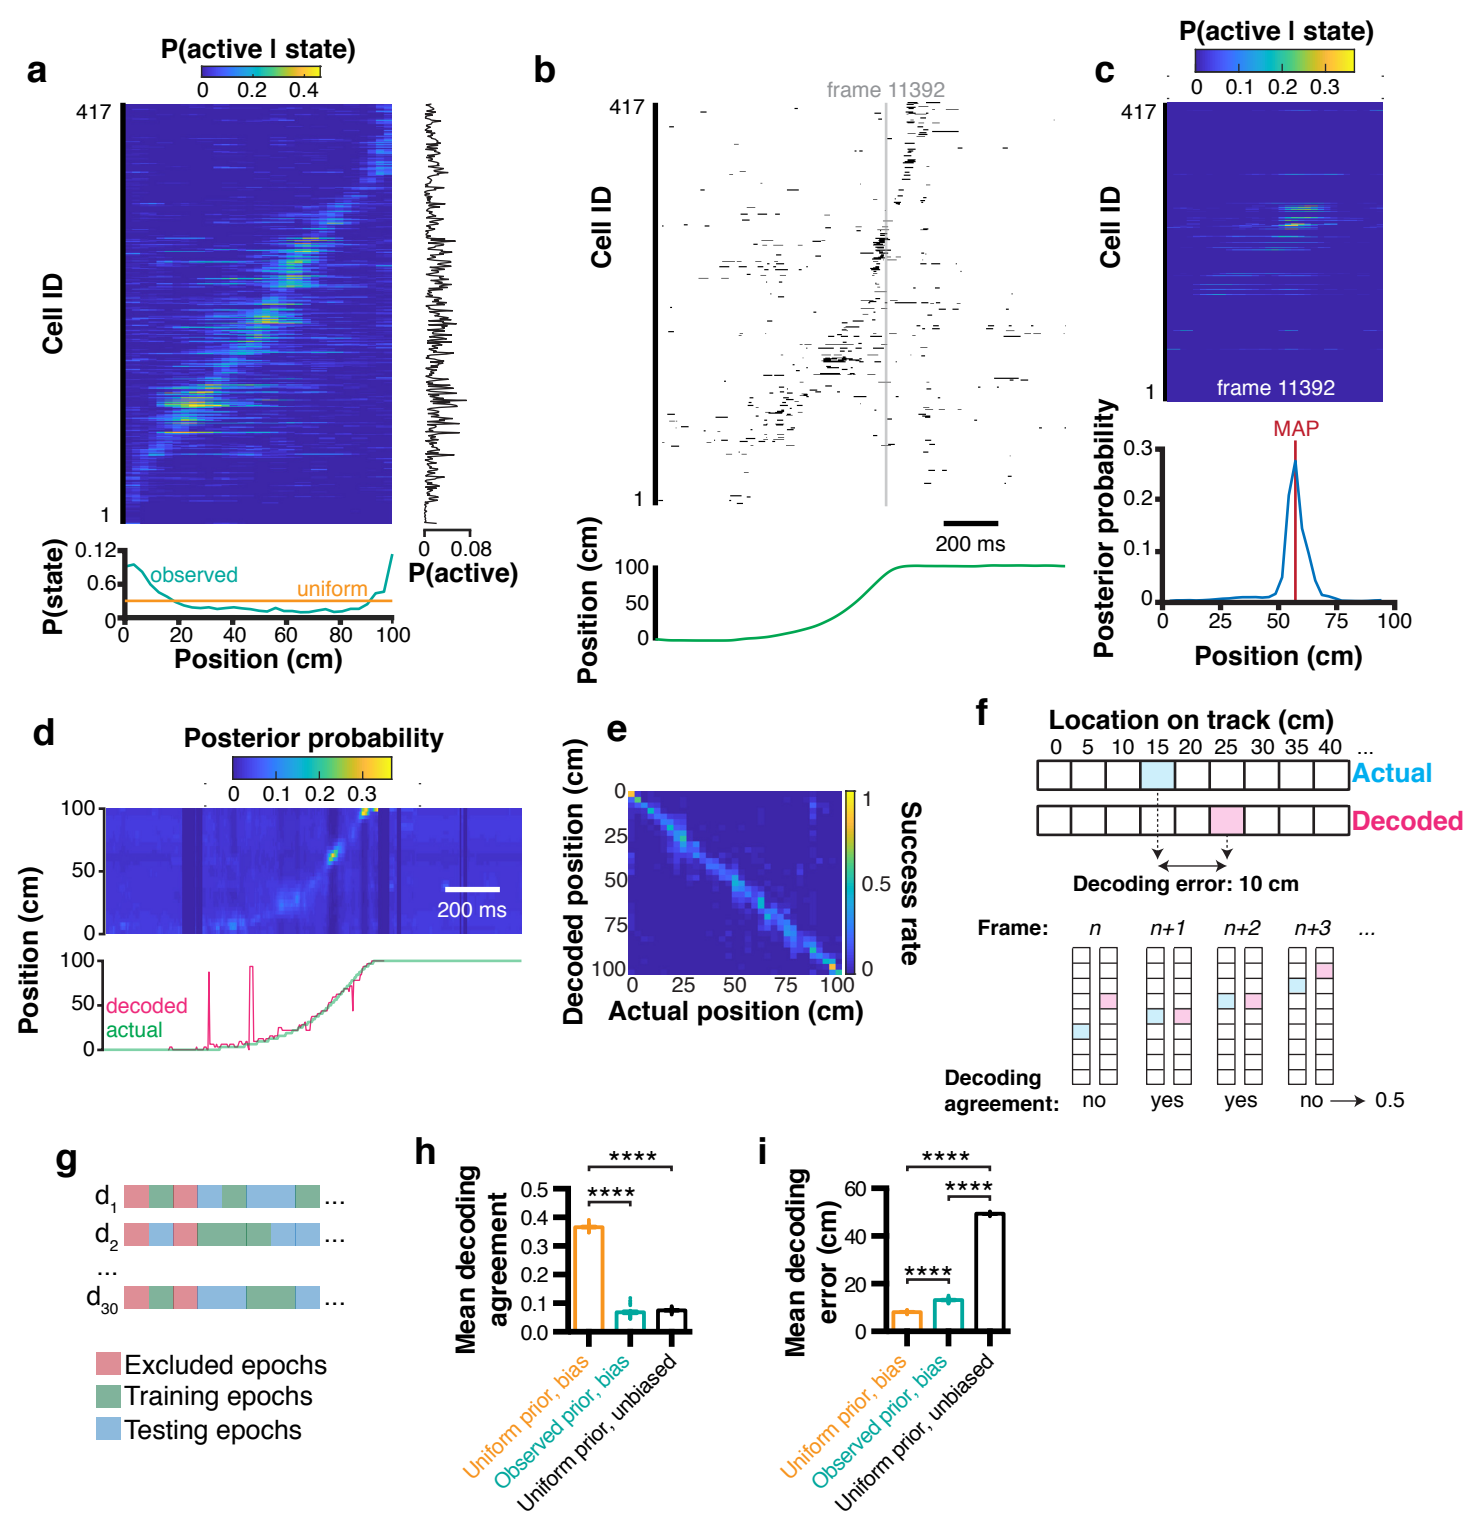 a
P(active | state)
0 0.2 0.4
417
Cell ID
1
0 0.08
P(active)
0.12
0.6
0
P(state)
observed
uniform
0 20 40 60 80 100
Position (cm)
b
frame 11392
417
Cell ID
1
200 ms
Position (cm)
100
50
0
c
P(active | state)
0 0.1 0.2 0.3
417
Cell ID
1
frame 11392
MAP
Posterior probability
0.3
0.2
0.1
0
0 25 50 75 100
Position (cm)
d
Posterior probability
0 0.1 0.2 0.3
100
50
0
200 ms
Position (cm)
100
50
0
decoded
actual
e
Decoded position (cm)
0
25
50
75
100
0 25 50 75 100
Actual position (cm)
1
0.5
0
Success rate
f
Location on track (cm)
0 5 10 15 20 25 30 35 40 ...
Actual
Decoded
Decoding error: 10 cm
Frame: n n+1 n+2 n+3 ...
Decoding
agreement: no yes yes no 0.5
g
d1 ...
d2 ...
...
d30 ...
Excluded epochs
Training epochs
Testing epochs
h
Mean decoding
agreement
0.5
0.4
0.3
0.2
0.1
0.0
****
****
Uniform prior, bias
Observed prior, bias
Uniform prior, unbiased
i
Mean decoding
error (cm)
60
40
20
0
****
****
****
Uniform prior, bias
Observed prior, bias
Uniform prior, unbiased